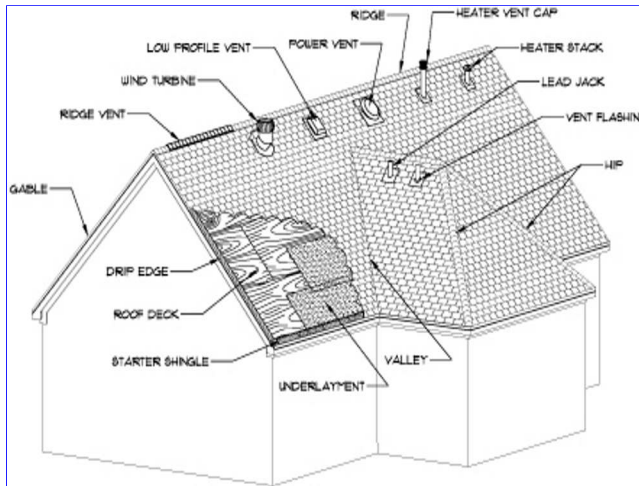 RIDGE
HEATER VENT CAP
LOW PROFILE VENT
POWER VENT
HEATER STACK
WIND TURBINE
LEAD JACK
RIDGE VENT
VENT FLASHIN
HIP
GABLE
DRIP EDGE
ROOF DECK
STARTER SHINGLE
VALLEY
UNDERLAYMENT